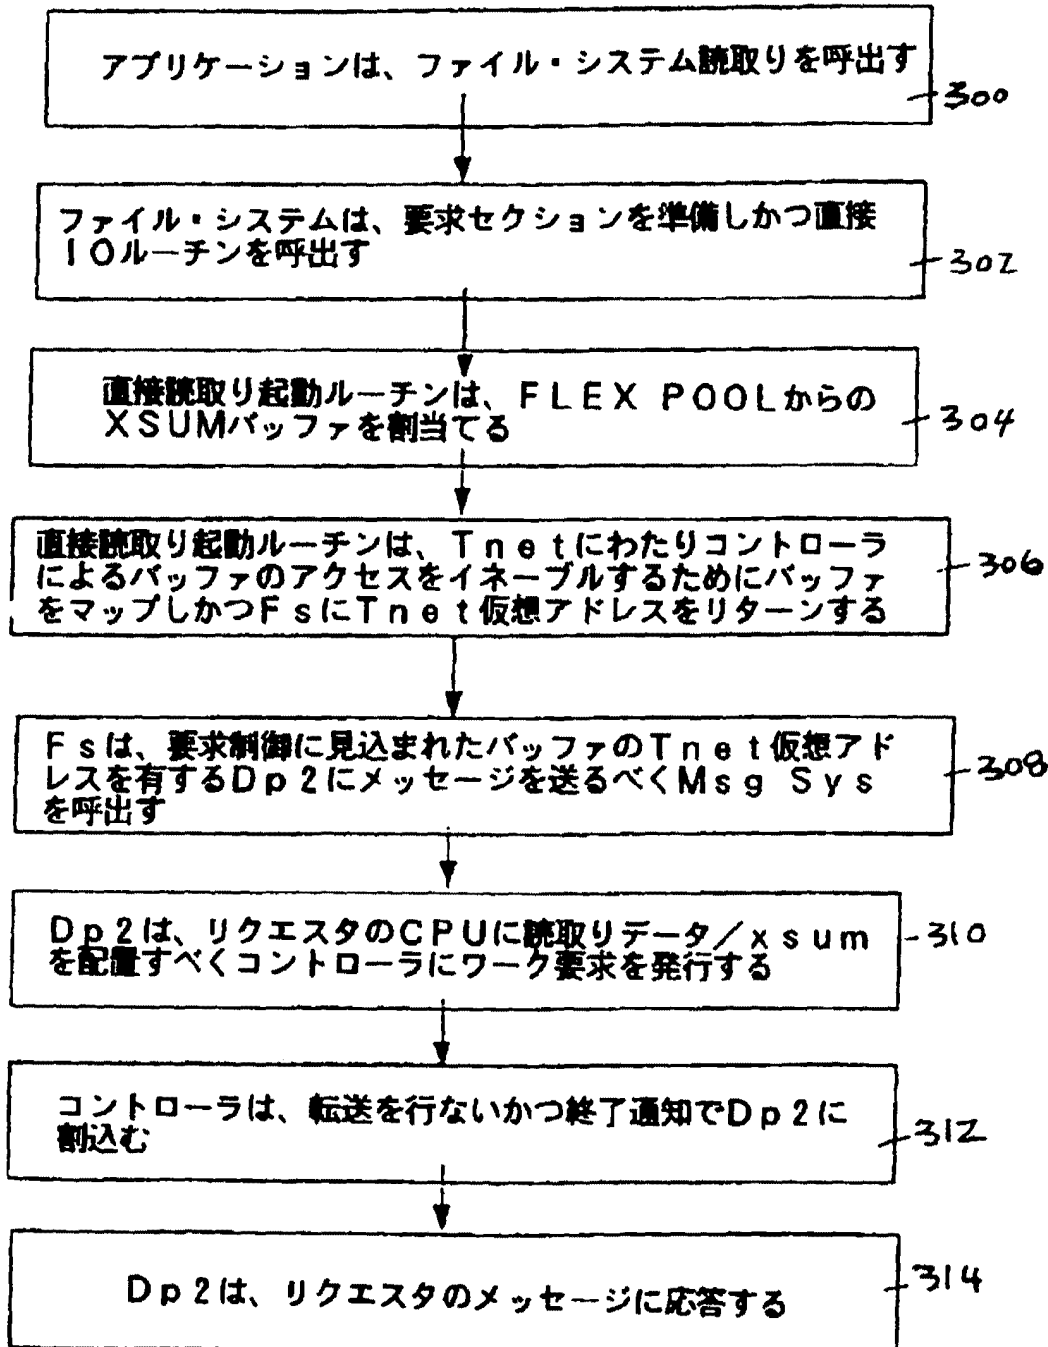 アプリケーションは、ファイル・システム読取りを呼出す
300
ファイル・システムは、要求セクションを準備しかつ直接
IOルーチンを呼出す
302
直接読取り起動ルーチンは、FLEX POOLからの
XSUMバッファを割当てる
304
直接読取り起動ルーチンは、Tnetにわたりコントローラ
によるバッファのアクセスをイネーブルするためにバッファ
をマップしかつFsにTnet仮想アドレスをリターンする
306
Fsは、要求制御に見込まれたバッファのTnet仮想アド
レスを有するDp2にメッセージを送るべくMsg Sys
を呼出す
308
Dp2は、リクエスタのCPUに読取りデータ/xsum
を配置すべくコントローラにワーク要求を発行する
310
コントローラは、転送を行ないかつ終了通知でDp2に
割込む
312
Dp2は、リクエスタのメッセージに応答する
314